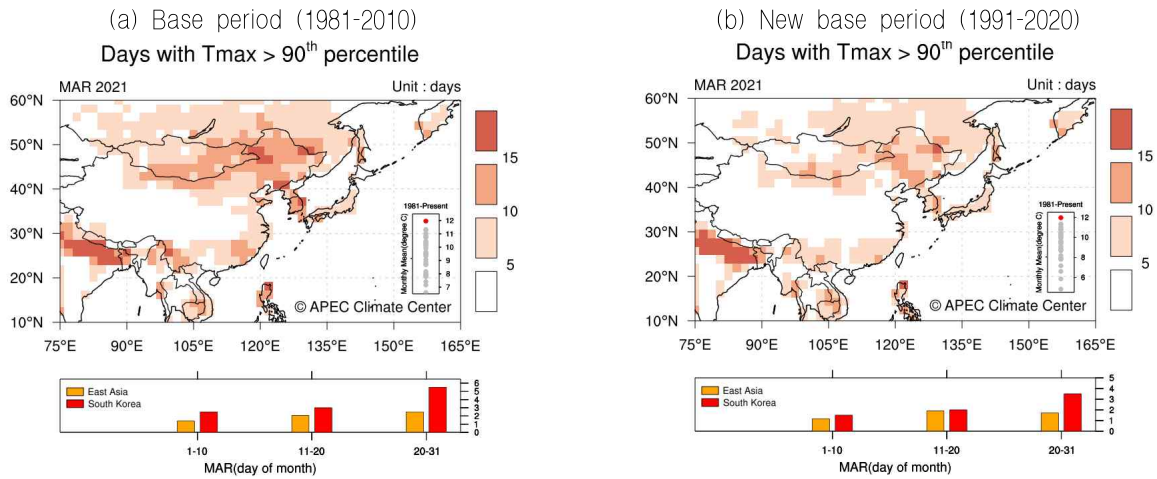 (a) Base period (1981-2010)
Days with Tmax > 90th percentile
MAR 2021
Unit : days
60°N
50°N
40°N
30°N
20°N
10°N
75°E
90°E
105°E
120°E
135°E
150°E
165°E
15
10
5
1981-Present
Monthly Mean(degree C)
12
11
10
9
8
7
© APEC Climate Center
East Asia
South Korea
6
5
4
3
2
1
0
1-10
11-20
20-31
MAR(day of month)
(b) New base period (1991-2020)
Days with Tmax > 90th percentile
MAR 2021
Unit : days
60°N
50°N
40°N
30°N
20°N
10°N
75°E
90°E
105°E
120°E
135°E
150°E
165°E
15
10
5
1981-Present
Monthly Mean(degree C)
12
10
8
6
© APEC Climate Center
East Asia
South Korea
5
4
3
2
1
0
1-10
11-20
20-31
MAR(day of month)